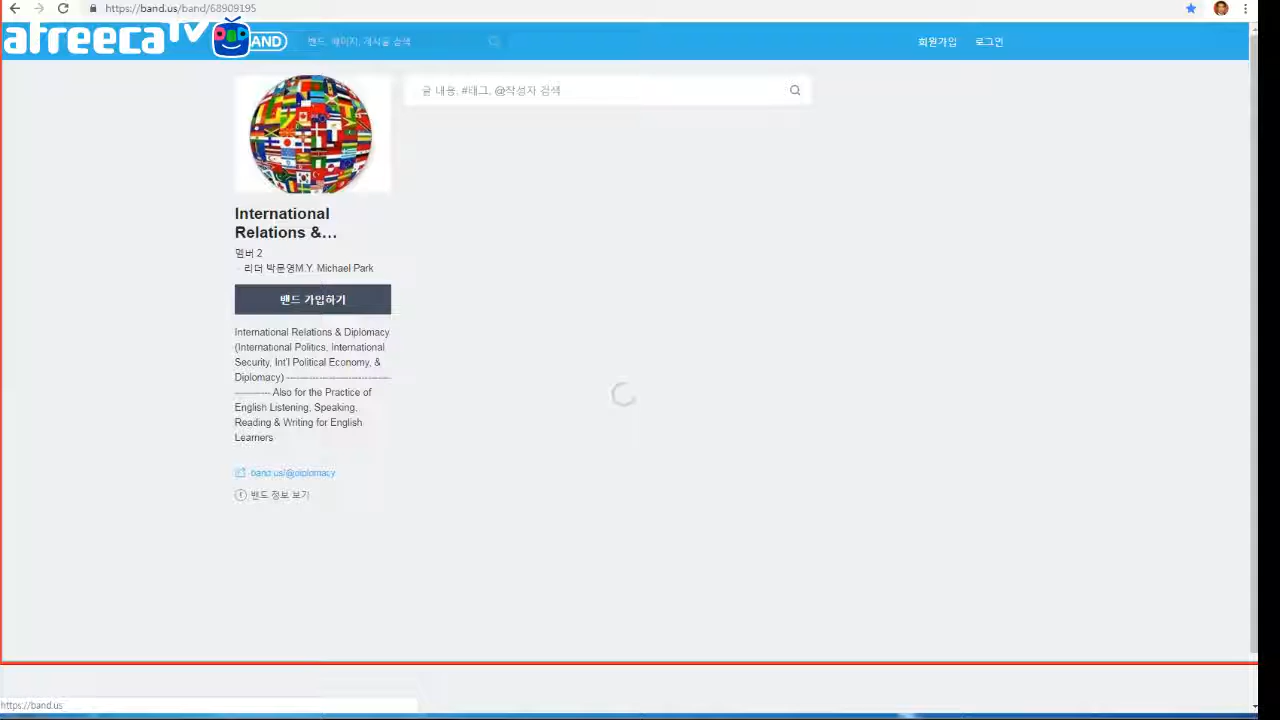 https://band.us/band/68909195
afreecaTV
BAND
밴드, 페이지, 게시글 검색
회원가입
로그인
글 내용, #태그, @작성자 검색
International
Relations &...
멤버 2
리더 박문영M.Y. Michael Park
밴드 가입하기
International Relations & Diplomacy
(International Politics, International
Security, Int'l Political Economy, &
Diplomacy) --------------------------------
----------- Also for the Practice of
English Listening, Speaking,
Reading & Writing for English
Learners
band.us/@diplomacy
밴드 정보 보기
https://band.us